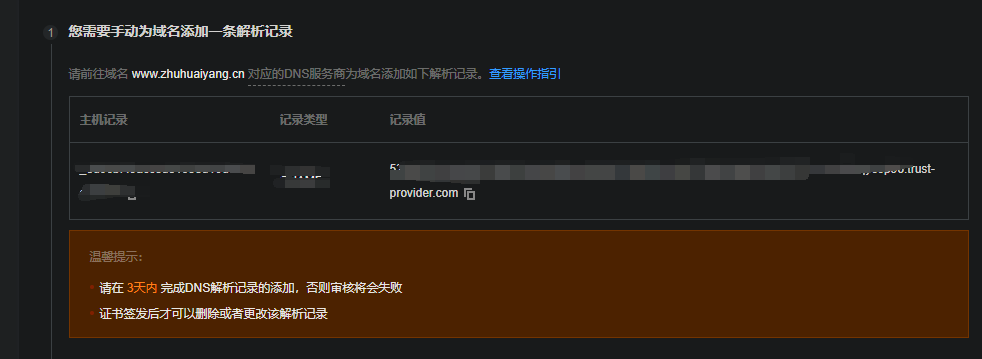 1 您需要手动为域名添加一条解析记录
请前往域名 www.zhuhuaiyang.cn 对应的DNS服务商为域名添加如下解析记录。查看操作指引
主机记录 记录类型 记录值
trust-
provider.com
温馨提示：
请在 3天内 完成DNS解析记录的添加，否则审核将会失败
证书签发后才可以删除或者更改该解析记录